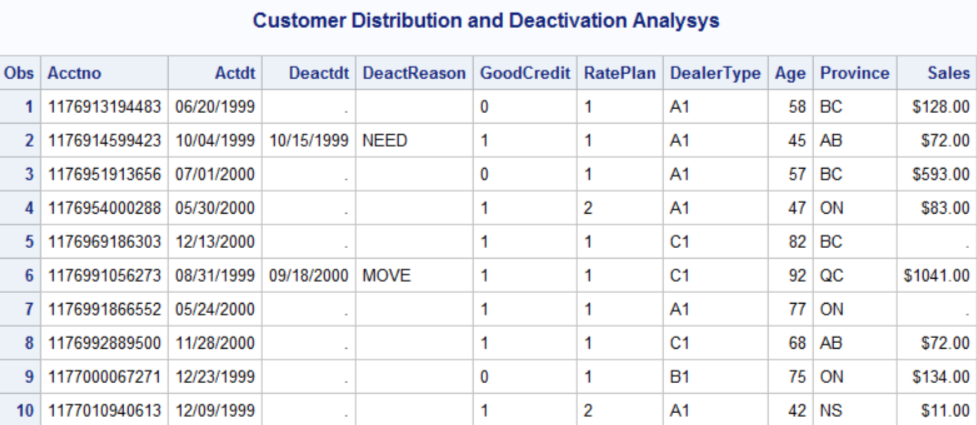 Customer Distribution and Deactivation Analysys
Obs Acctno Actdt Deactdt DeactReason GoodCredit RatePlan DealerType Age Province Sales
1 1176913194483 06/20/1999 . 0 1 A1 58 BC $128.00
2 1176914599423 10/04/1999 10/15/1999 NEED 1 1 A1 45 AB $72.00
3 1176951913656 07/01/2000 . 0 1 A1 57 BC $593.00
4 1176954000288 05/30/2000 . 1 2 A1 47 ON $83.00
5 1176969186303 12/13/2000 . 1 1 C1 82 BC .
6 1176991056273 08/31/1999 09/18/2000 MOVE 1 1 C1 92 QC $1041.00
7 1176991866552 05/24/2000 . 1 1 A1 77 ON .
8 1176992889500 11/28/2000 . 1 1 C1 68 AB $72.00
9 1177000067271 12/23/1999 . 0 1 B1 75 ON $134.00
10 1177010940613 12/09/1999 . 1 2 A1 42 NS $11.00